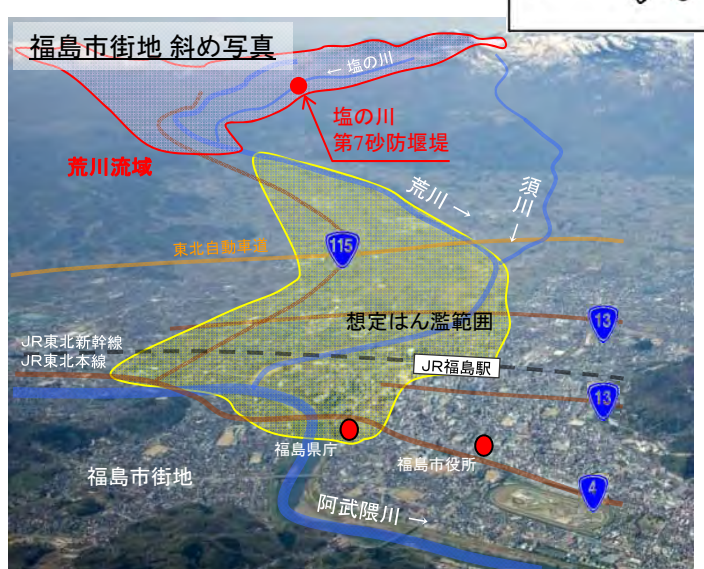 福島市街地 斜め写真
← 塩の川
塩の川
第7砂防堰堤
荒川流域
荒川 →
須川 →
東北自動車道
115
想定はん濫範囲
13
JR東北新幹線
JR東北本線
JR福島駅
13
福島県庁
福島市役所
福島市街地
4
阿武隈川 →